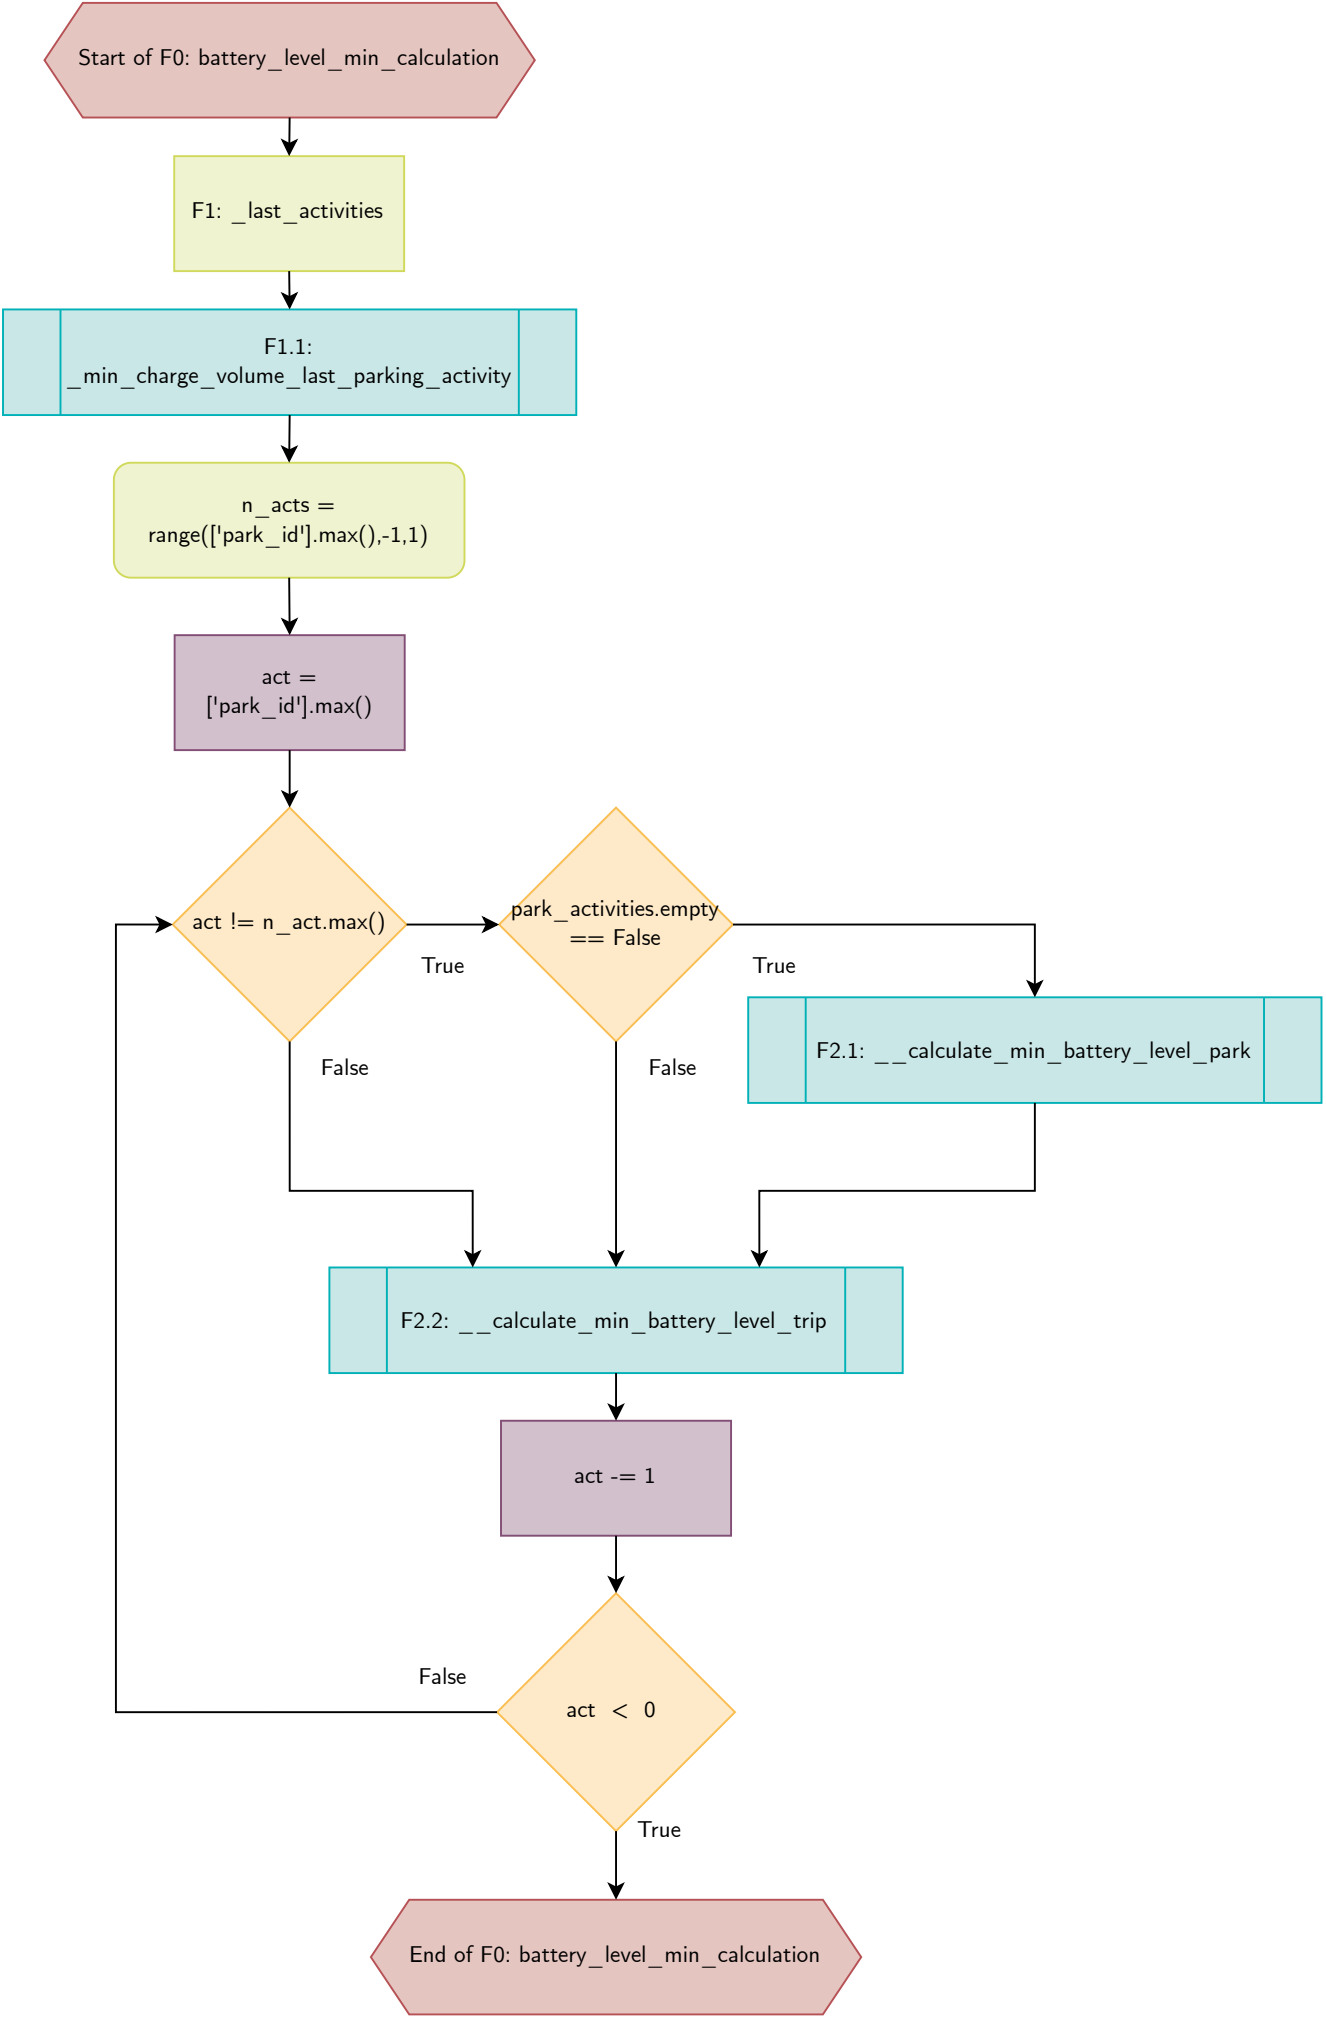 Start of F0: battery_level_min_calculation
F1: _last_activities
F1.1:
_min_charge_volume_last_parking_activity
n_acts =
range(['park_id'].max(),-1,1)
act =
['park_id'].max()
act != n_act.max()
True
False
park_activities.empty
== False
True
False
F2.1: __calculate_min_battery_level_park
F2.2: __calculate_min_battery_level_trip
act -= 1
act < 0
False
True
End of F0: battery_level_min_calculation